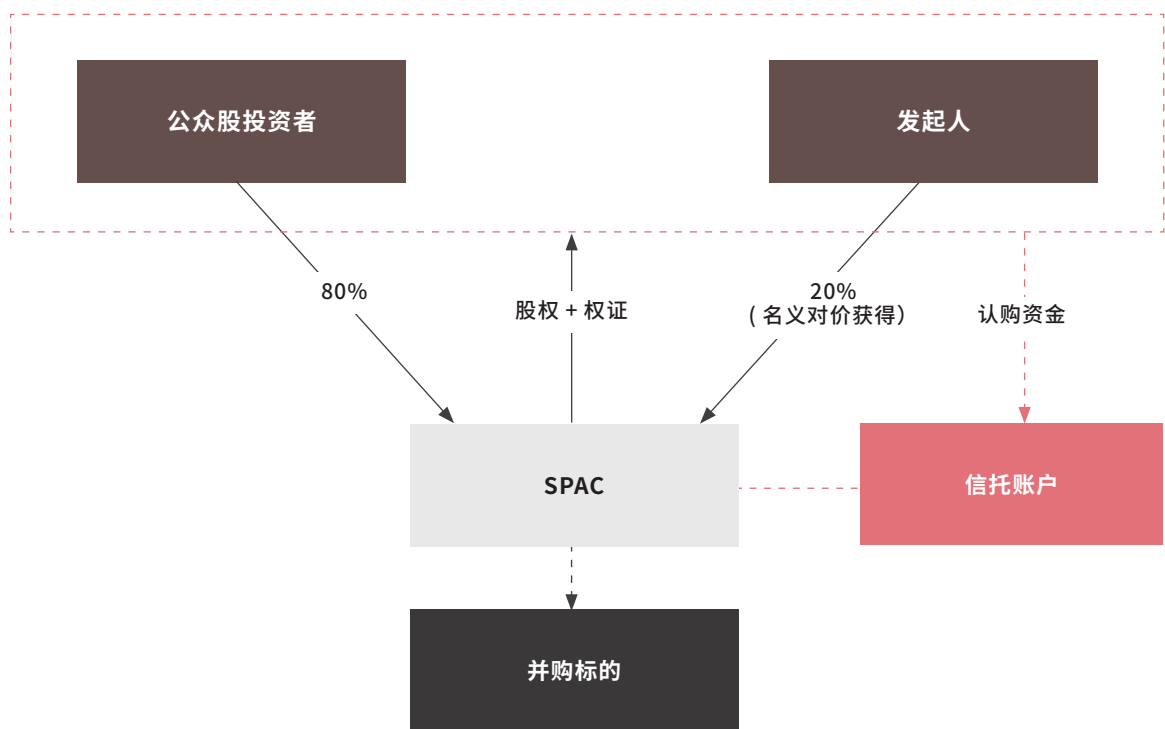 公众股投资者
发起人
80%
股权 + 权证
20%
( 名义对价获得）
认购资金
SPAC
信托账户
并购标的